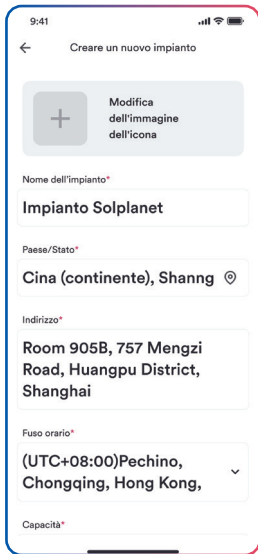 9:41
Creare un nuovo impianto
Modifica
dell'immagine
dell'icona
Nome dell'impianto*
Impianto Solplanet
Paese/Stato*
Cina (continente), Shanng
Indirizzo*
Room 905B, 757 Mengzi
Road, Huangpu District,
Shanghai
Fuso orario*
(UTC+08:00)Pechino,
Chongqing, Hong Kong,
Capacità*